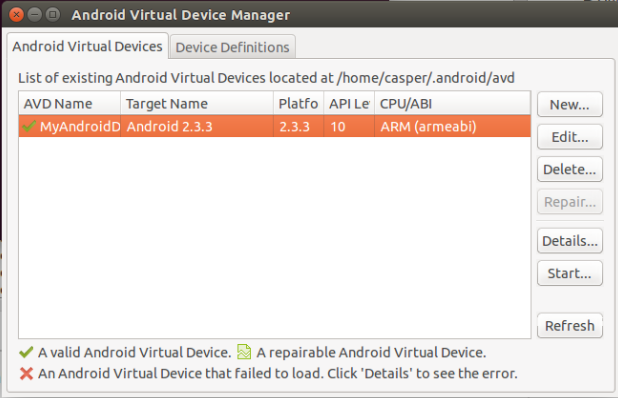 Android Virtual Device Manager
Android Virtual Devices Device Definitions
List of existing Android Virtual Devices located at /home/casper/.android/avd
AVD Name Target Name Platfo API Le CPU/ABI
MyAndroidD Android 2.3.3 2.3.3 10 ARM (armeabi)
New...
Edit...
Delete...
Repair...
Details...
Start...
Refresh
A valid Android Virtual Device. A repairable Android Virtual Device.
An Android Virtual Device that failed to load. Click 'Details' to see the error.